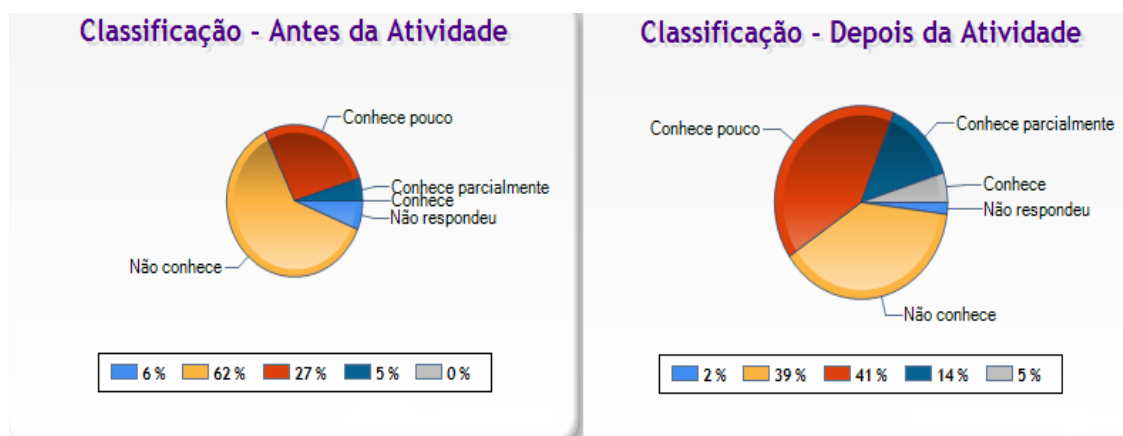 Classificação - Antes da Atividade
Conhece pouco
Conhece parcialmente
Conhece
Não respondeu
Não conhece
6 % 62 % 27 % 5 % 0 %
Classificação - Depois da Atividade
Conhece pouco
Conhece parcialmente
Conhece
Não respondeu
Não conhece
2 % 39 % 41 % 14 % 5 %